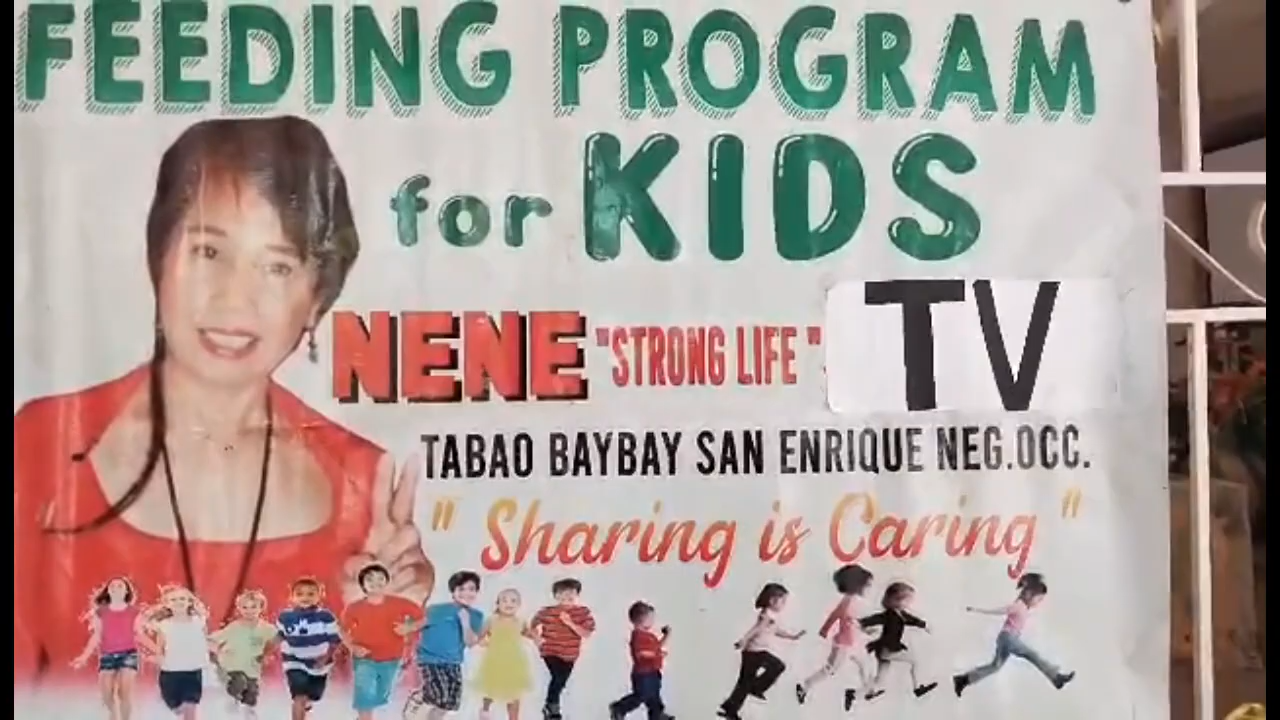 FEEDING PROGRAM
for KIDS
NENE "STRONG LIFE" TV
TABAO BAYBAY SAN ENRIQUE NEG.OCC.
"Sharing is Caring"